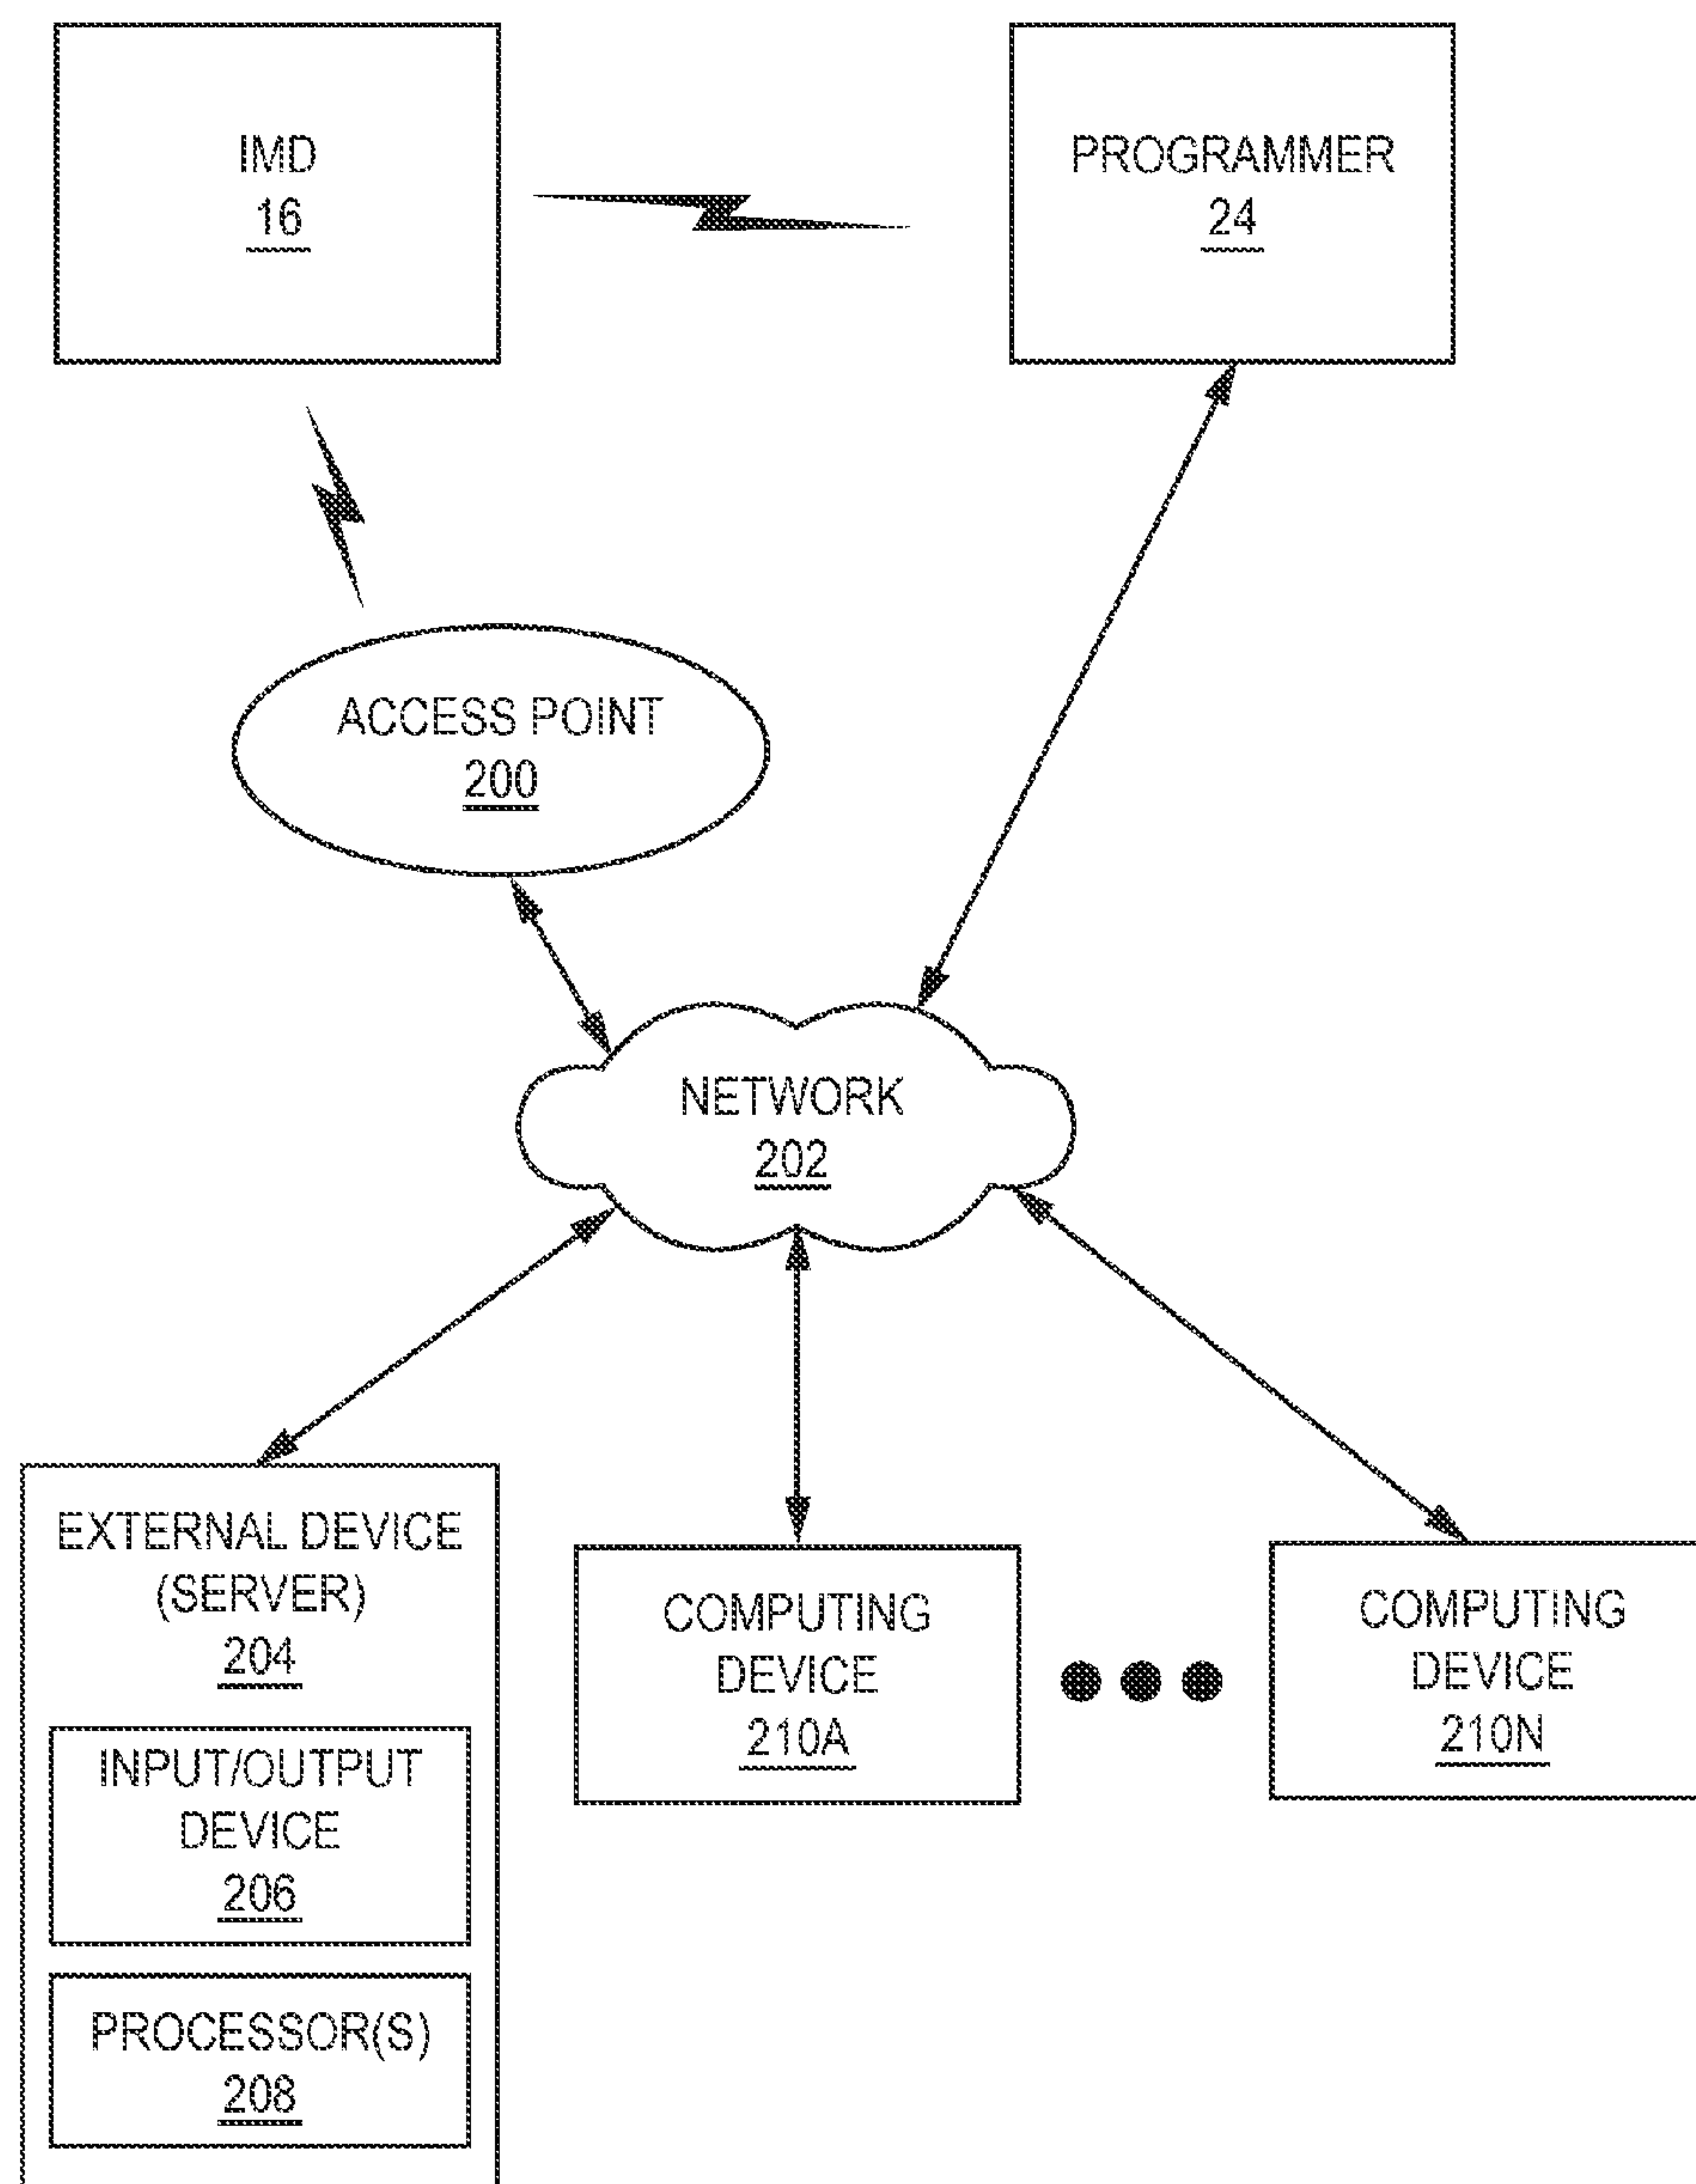 IMD
16
PROGRAMMER
24
ACCESS POINT
200
NETWORK
202
EXTERNAL DEVICE
(SERVER)
204
INPUT/OUTPUT
DEVICE
206
PROCESSOR(S)
208
COMPUTING
DEVICE
210A
COMPUTING
DEVICE
210N